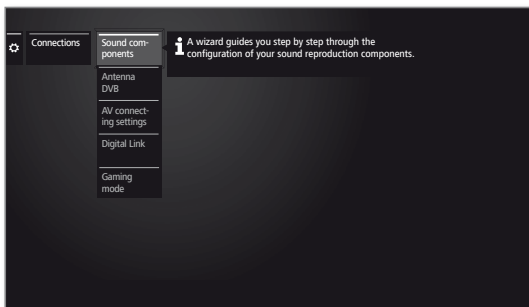 Connections
Sound com-
ponents
A wizard guides you step by step through the
configuration of your sound reproduction components.
Antenna
DVB
AV connect-
ing settings
Digital Link
Gaming
mode